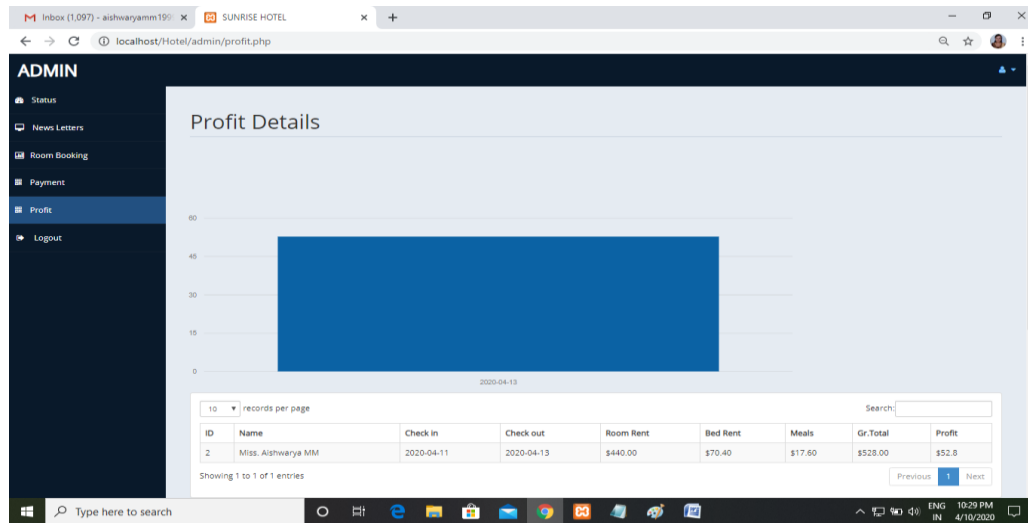 Inbox (1,097) - aishwaryamm199 SUNRISE HOTEL
localhost/Hotel/admin/profit.php
ADMIN
Status
News Letters
Room Booking
Payment
Profit
Logout
Profit Details
60
45
30
15
0
2020-04-13
10 records per page Search:
ID Name Check in Check out Room Rent Bed Rent Meals Gr.Total Profit
2 Miss. Aishwarya MM 2020-04-11 2020-04-13 $440.00 $70.40 $17.60 $528.00 $52.8
Showing 1 to 1 of 1 entries
Previous 1 Next
Type here to search
ENG 10:29 PM
IN 4/10/2020